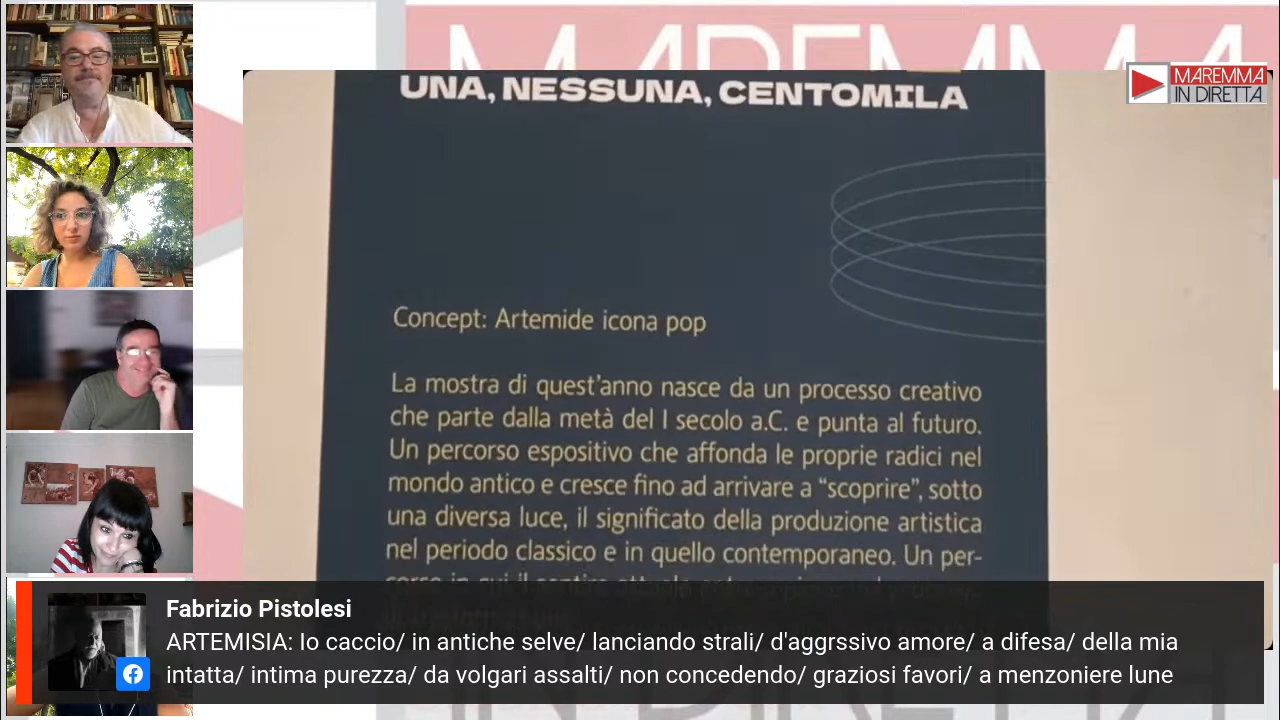 MAREMMA
MAREMMA
IN DIRETTA
UNA, NESSUNA, CENTOMILA
Concept: Artemide icona pop
La mostra di quest'anno nasce da un processo creativo
che parte dalla metà del I secolo a.C. e punta al futuro.
Un percorso espositivo che affonda le proprie radici nel
mondo antico e cresce fino ad arrivare a “scoprire”, sotto
una diversa luce, il significato della produzione artistica
nel periodo classico e in quello contemporaneo. Un per-
Fabrizio Pistolesi
ARTEMISIA: Io caccio/ in antiche selve/ lanciando strali/ d'aggrssivo amore/ a difesa/ della mia
intatta/ intima purezza/ da volgari assalti/ non concedendo/ graziosi favori/ a menzoniere lune